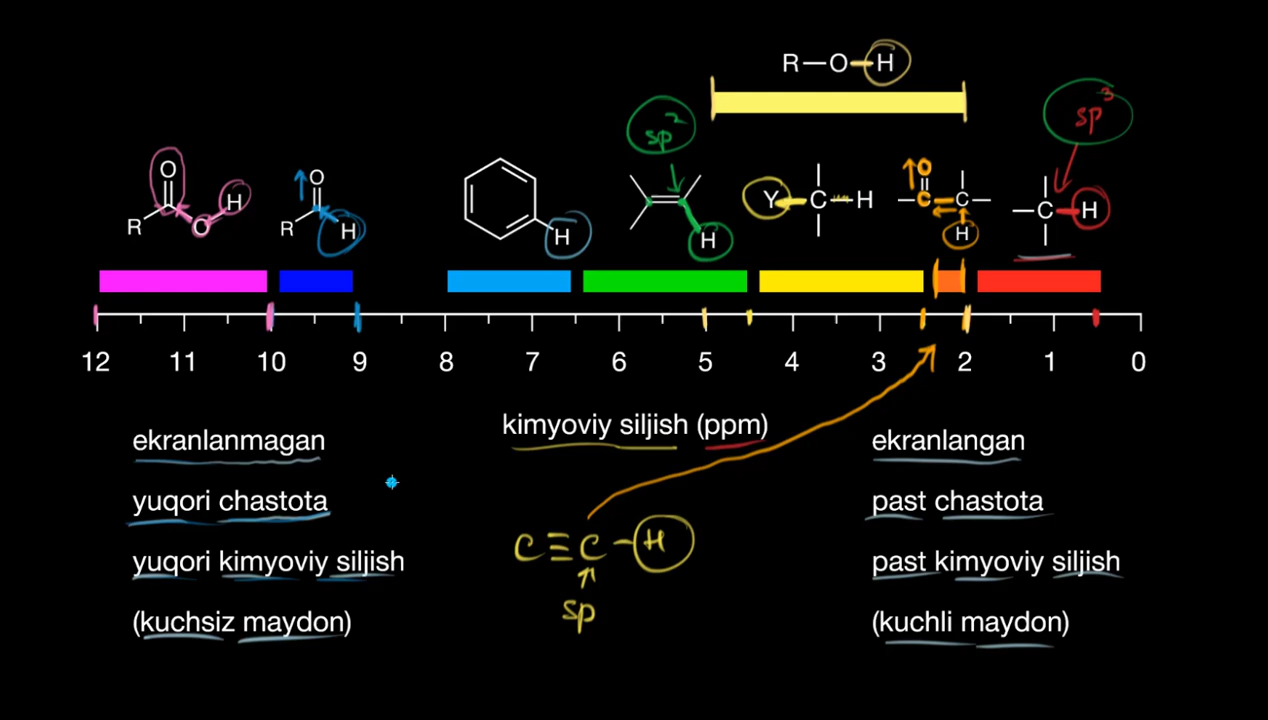 R—O—H
sp²
sp³
O
R
O
H
O
R
H
H
H
Y—C—H
O
C—C
H
C—H
12 11 10 9 8 7 6 5 4 3 2 1 0
kimyoviy siljish (ppm)
ekranlanmagan
yuqori chastota
yuqori kimyoviy siljish
(kuchsiz maydon)
ekranlangan
past chastota
past kimyoviy siljish
(kuchli maydon)
C≡C—H
sp